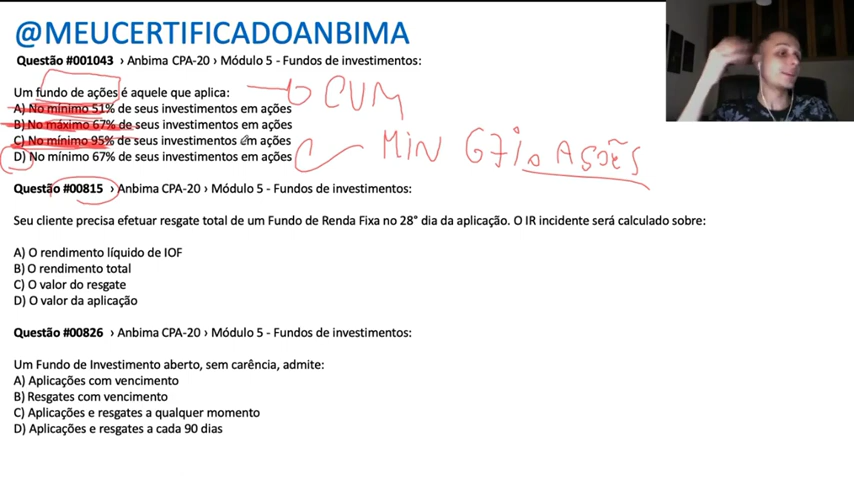 @MEUCERTIFICADOANBIMA
Questão #001043 › Anbima CPA-20 › Módulo 5 - Fundos de investimentos:
Um fundo de ações é aquele que aplica:
A) No mínimo 51% de seus investimentos em ações
B) No máximo 67% de seus investimentos em ações
C) No mínimo 95% de seus investimentos em ações
D) No mínimo 67% de seus investimentos em ações
CVM
MIN 67% AÇÕES
Questão #00815 › Anbima CPA-20 › Módulo 5 - Fundos de investimentos:
Seu cliente precisa efetuar resgate total de um Fundo de Renda Fixa no 28° dia da aplicação. O IR incidente será calculado sobre:
A) O rendimento líquido de IOF
B) O rendimento total
C) O valor do resgate
D) O valor da aplicação
Questão #00826 › Anbima CPA-20 › Módulo 5 - Fundos de investimentos:
Um Fundo de Investimento aberto, sem carência, admite:
A) Aplicações com vencimento
B) Resgates com vencimento
C) Aplicações e resgates a qualquer momento
D) Aplicações e resgates a cada 90 dias